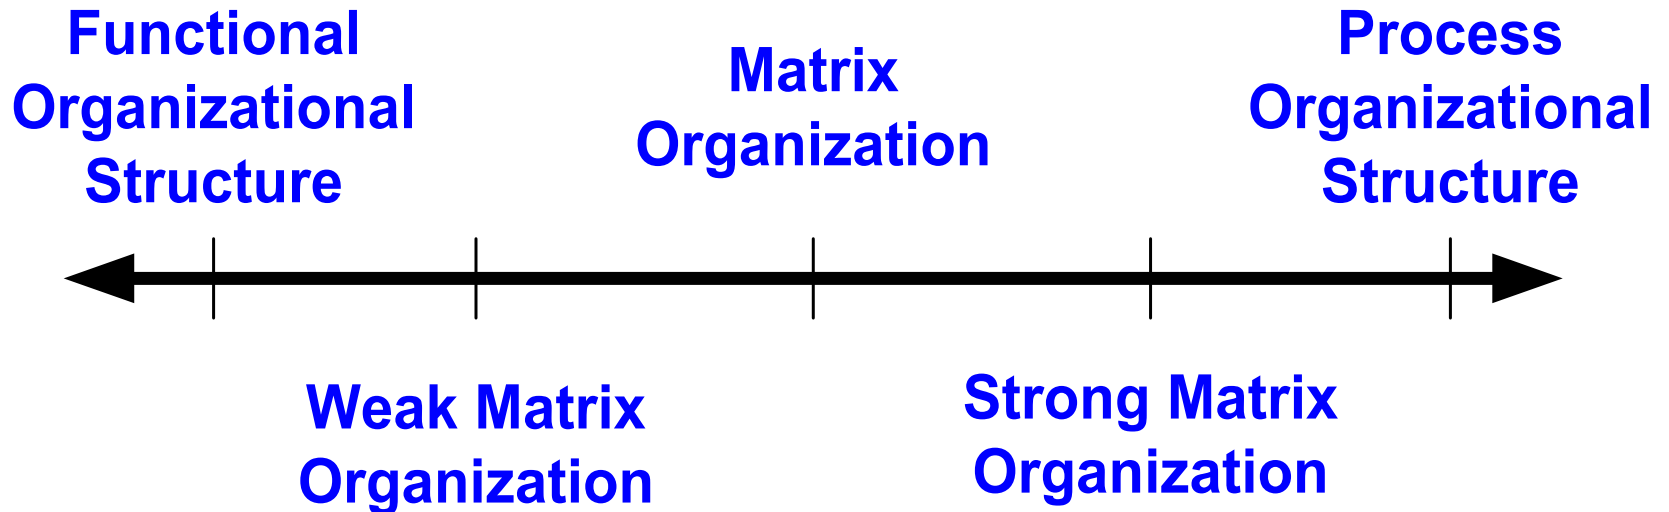 Functional
Organizational
Structure
Matrix
Organization
Process
Organizational
Structure
Weak Matrix
Organization
Strong Matrix
Organization